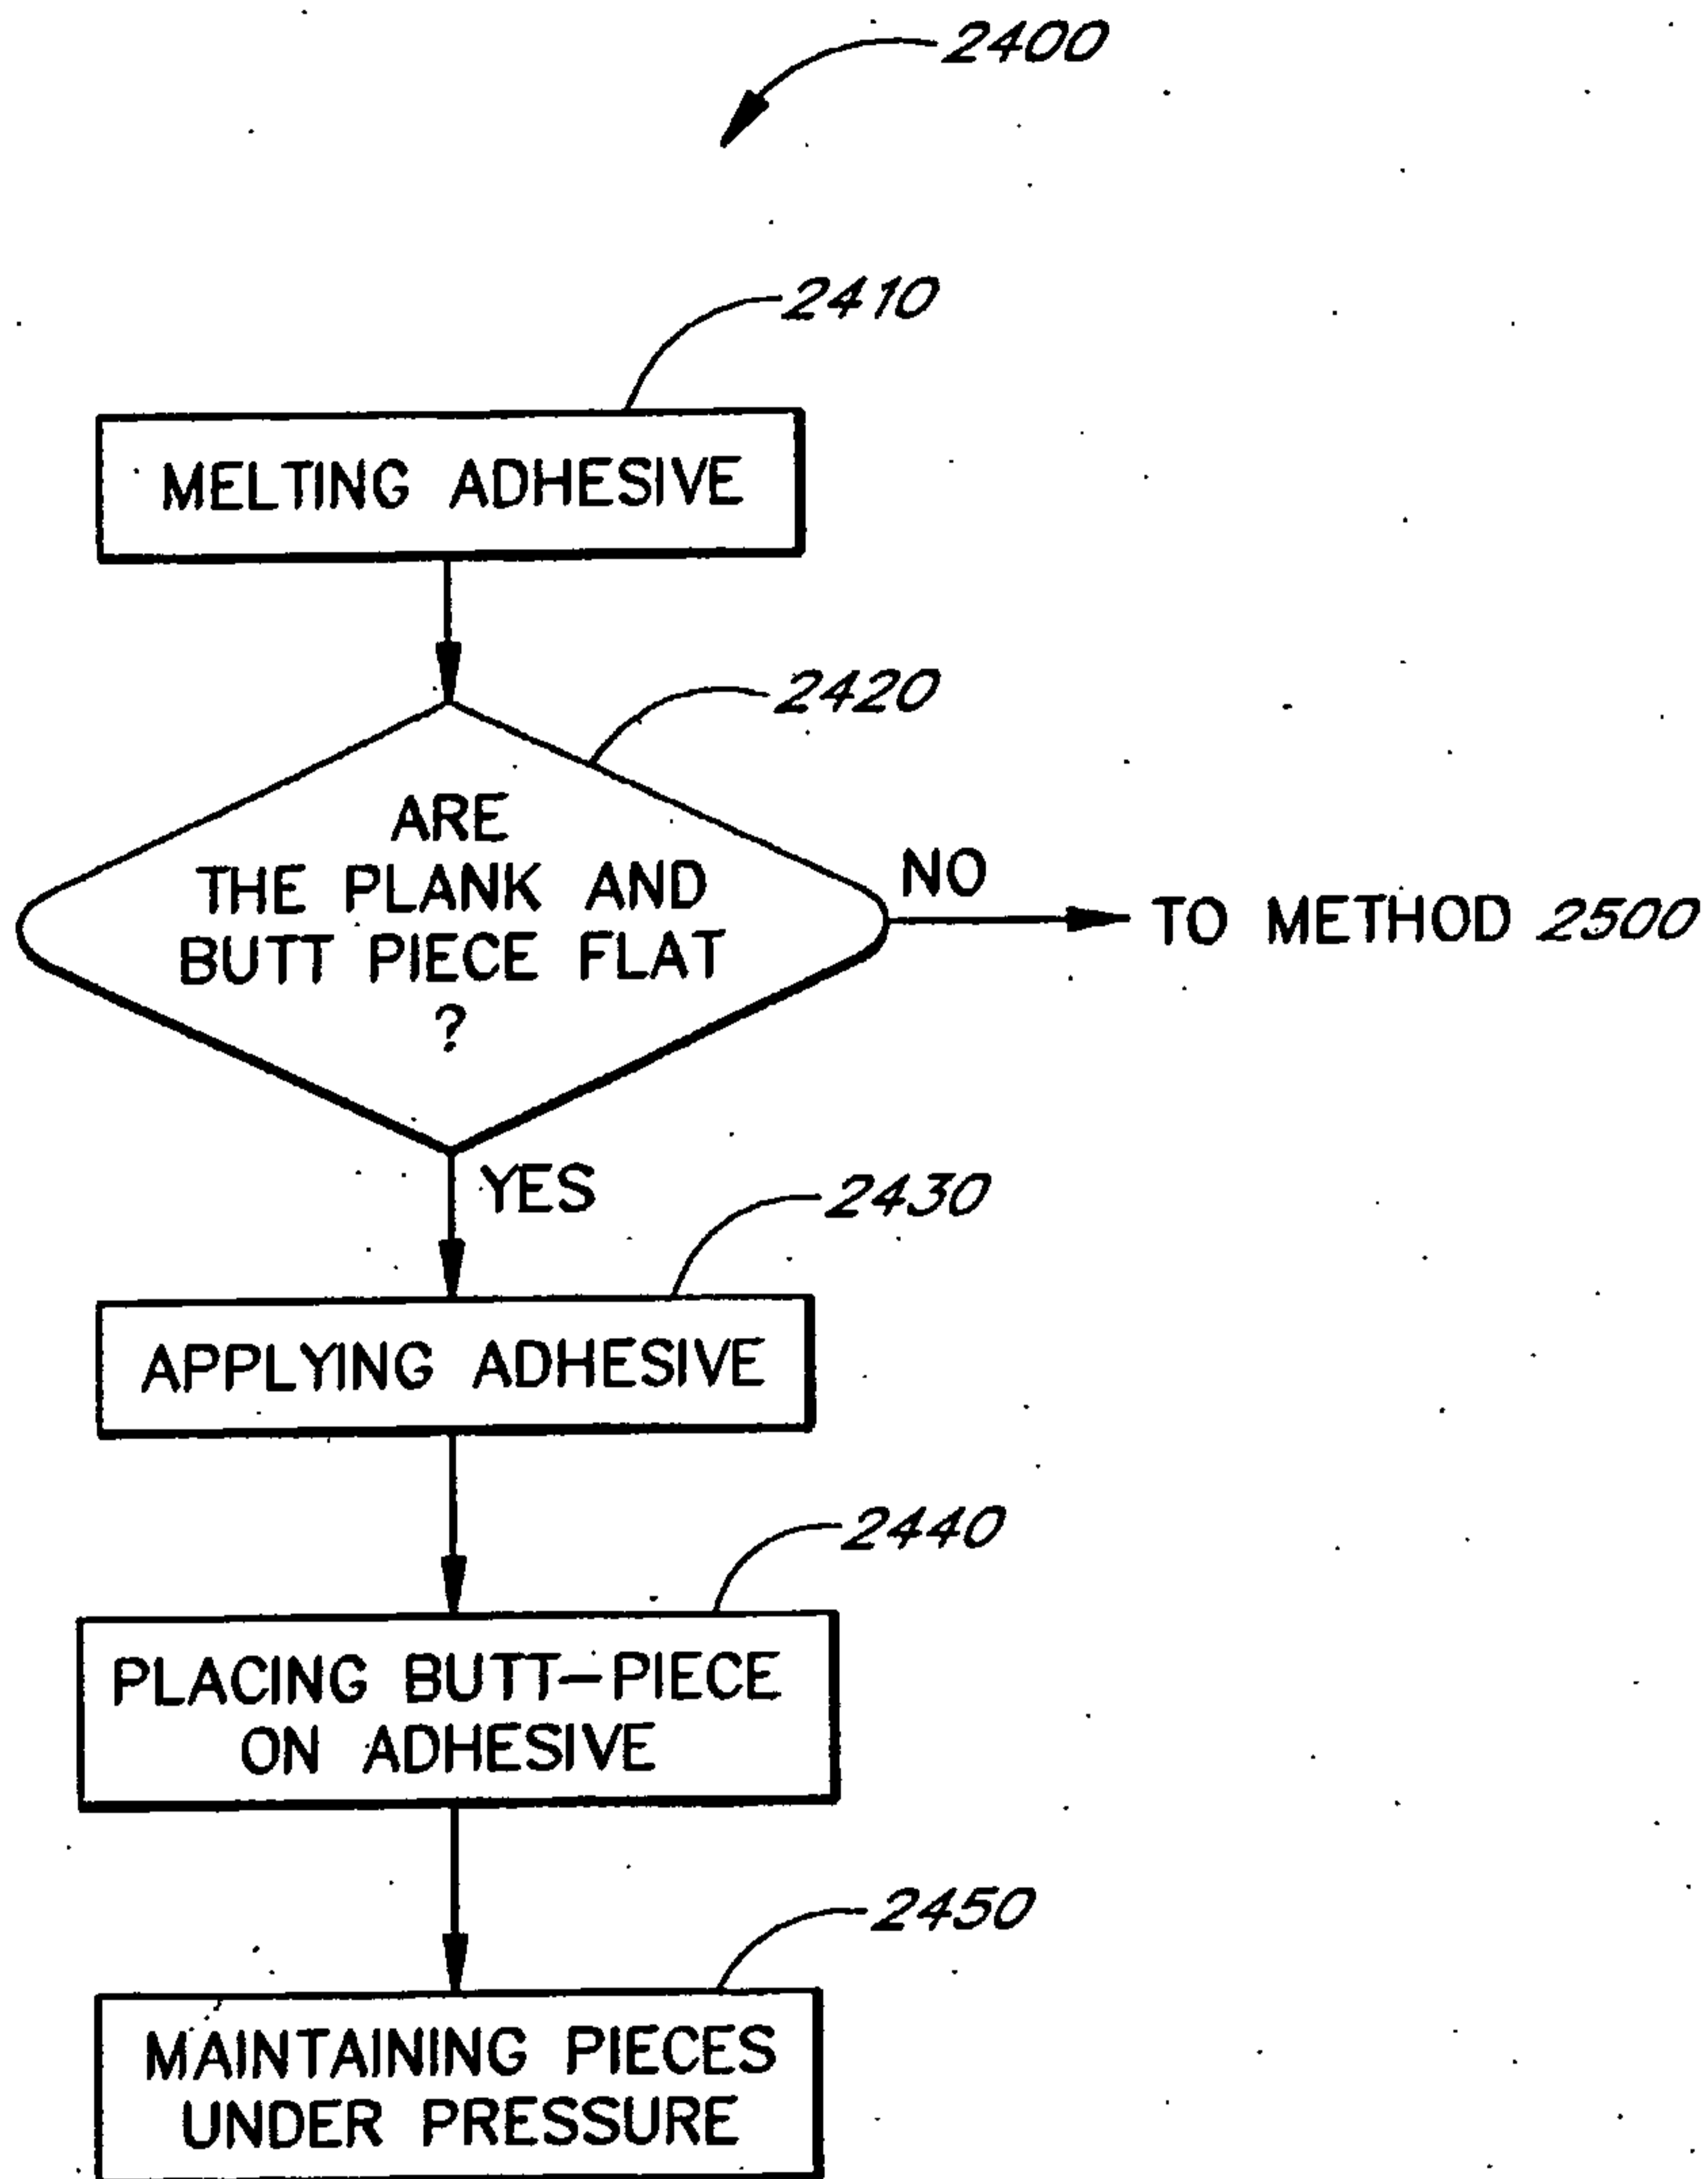 2400
2410
MELTING ADHESIVE
2420
ARE
THE PLANK AND
BUTT PIECE FLAT
?
NO
TO METHOD 2500
YES
2430
APPLYING ADHESIVE
2440
PLACING BUTT-PIECE
ON ADHESIVE
2450
MAINTAINING PIECES
UNDER PRESSURE